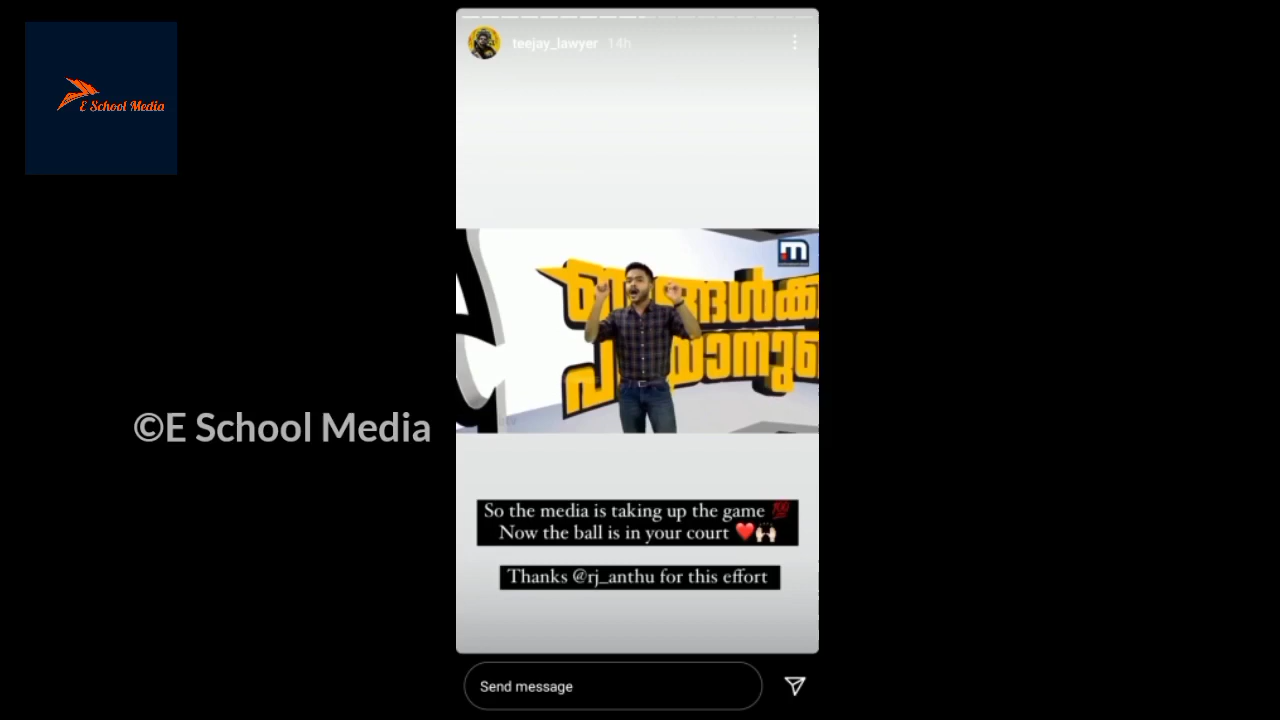 E School Media
teejay_lawyer 14h
m
©E School Media
So the media is taking up the game 💯
Now the ball is in your court ❤️🙌🏻
Thanks @rj_anthu for this effort
Send message